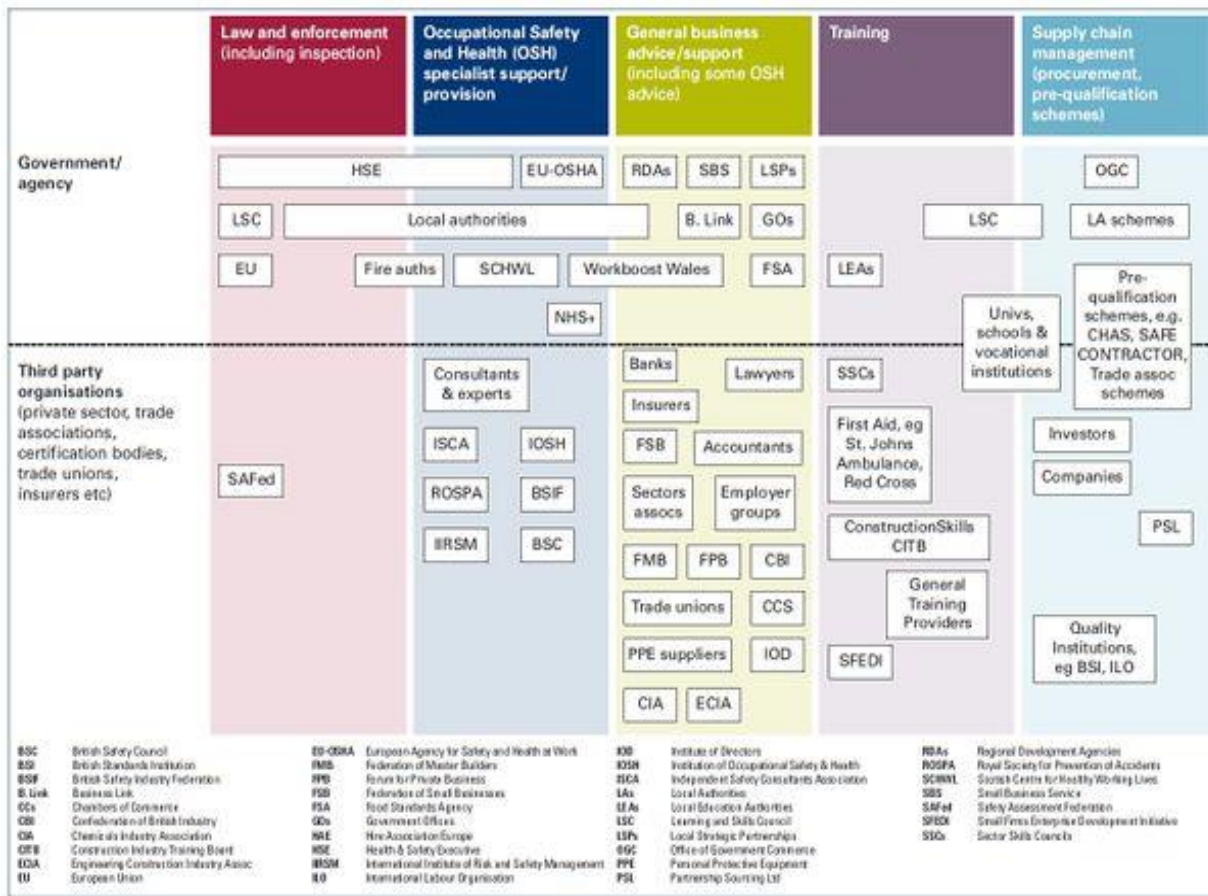 Law and enforcement
(including inspection)
Occupational Safety
and Health (OSH)
specialist support/
provision
General business
advice/support
(including some OSH
advice)
Training
Supply chain
management
(procurement,
pre-qualification
schemes)
Government/
agency
HSE
EU-OSHA
RDAs
SBS
LSPs
OGC
LSC
Local authorities
B. Link
GOs
LSC
LA schemes
EU
Fire auths
SCHWL
Workboost Wales
FSA
LEAs
NHS+
Univs,
schools &
vocational
institutions
Pre-
qualification
schemes, e.g.
CHAS, SAFE
CONTRACTOR,
Trade assoc
schemes
Third party
organisations
(private sector, trade
associations,
certification bodies,
trade unions,
insurers etc)
SAFed
Consultants
& experts
ISCA
IOSH
ROSPA
BSIF
IIRSM
BSC
Banks
Lawyers
Insurers
FSB
Accountants
Sectors
assocs
Employer
groups
FMB
FPB
CBI
Trade unions
CCS
PPE suppliers
IOD
CIA
ECIA
SSCs
First Aid, eg
St. Johns
Ambulance,
Red Cross
ConstructionSkills
CITB
General
Training
Providers
SFEDI
Investors
Companies
PSL
Quality
Institutions,
eg BSI, ILO
BSC British Safety Council
BSI British Standards Institution
BSIF British Safety Industry Federation
B. Link Business Link
CCs Chambers of Commerce
CBI Confederation of British Industry
CIA Chemicals Industry Association
CITB Construction Industry Training Board
ECIA Engineering Construction Industry Assoc
EU European Union
EU-OSHA European Agency for Safety and Health at Work
FMB Federation of Master Builders
FPB Forum for Private Business
FSB Federation of Small Businesses
FSA Food Standards Agency
GOs Government Offices
HAE Hire Association Europe
HSE Health & Safety Executive
IIRSM International Institute of Risk and Safety Management
ILO International Labour Organisation
IOD Institute of Directors
IOSH Institution of Occupational Safety & Health
ISCA Independent Safety Consultants Association
LAs Local Authorities
LEAs Local Education Authorities
LSC Learning and Skills Council
LSPs Local Strategic Partnerships
OGC Office of Government Commerce
PPE Personal Protective Equipment
PSL Partnership Sourcing Ltd
RDAs Regional Development Agencies
ROSPA Royal Society for Prevention of Accidents
SCHWL Scottish Centre for Healthy Working Lives
SBS Small Business Service
SAFed Safety Assessment Federation
SFEDI Small Firms Enterprise Development Initiative
SSCs Sector Skills Councils